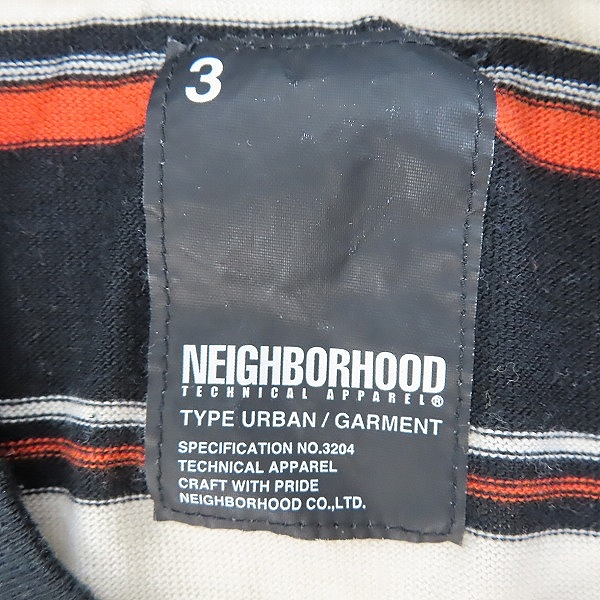 3
NEIGHBORHOOD
TECHNICAL APPAREL®
TYPE URBAN / GARMENT
SPECIFICATION NO.3204
TECHNICAL APPAREL
CRAFT WITH PRIDE
NEIGHBORHOOD CO.,LTD.